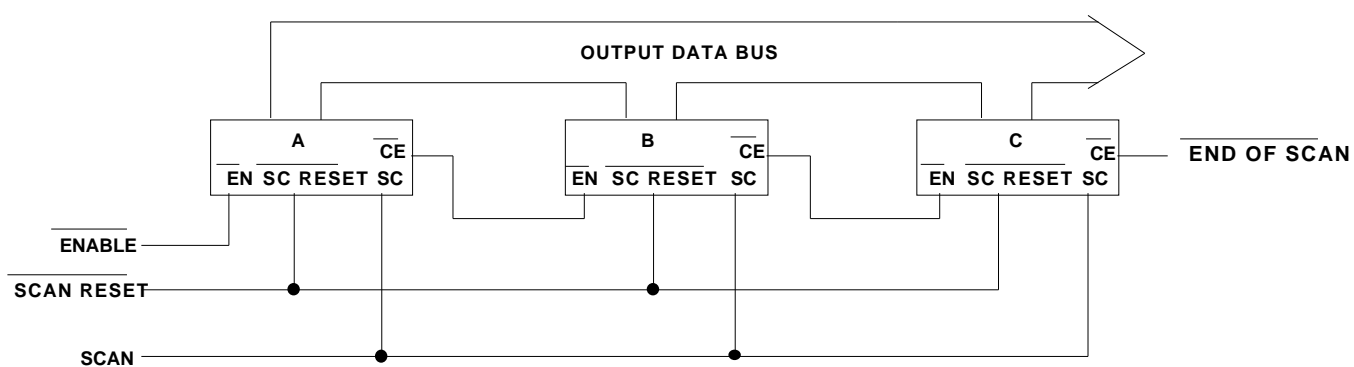 OUTPUT DATA BUS
A
B
C
CE
CE
CE
END OF SCAN
EN SC RESET SC
EN SC RESET SC
EN SC RESET SC
ENABLE
SCAN RESET
SCAN